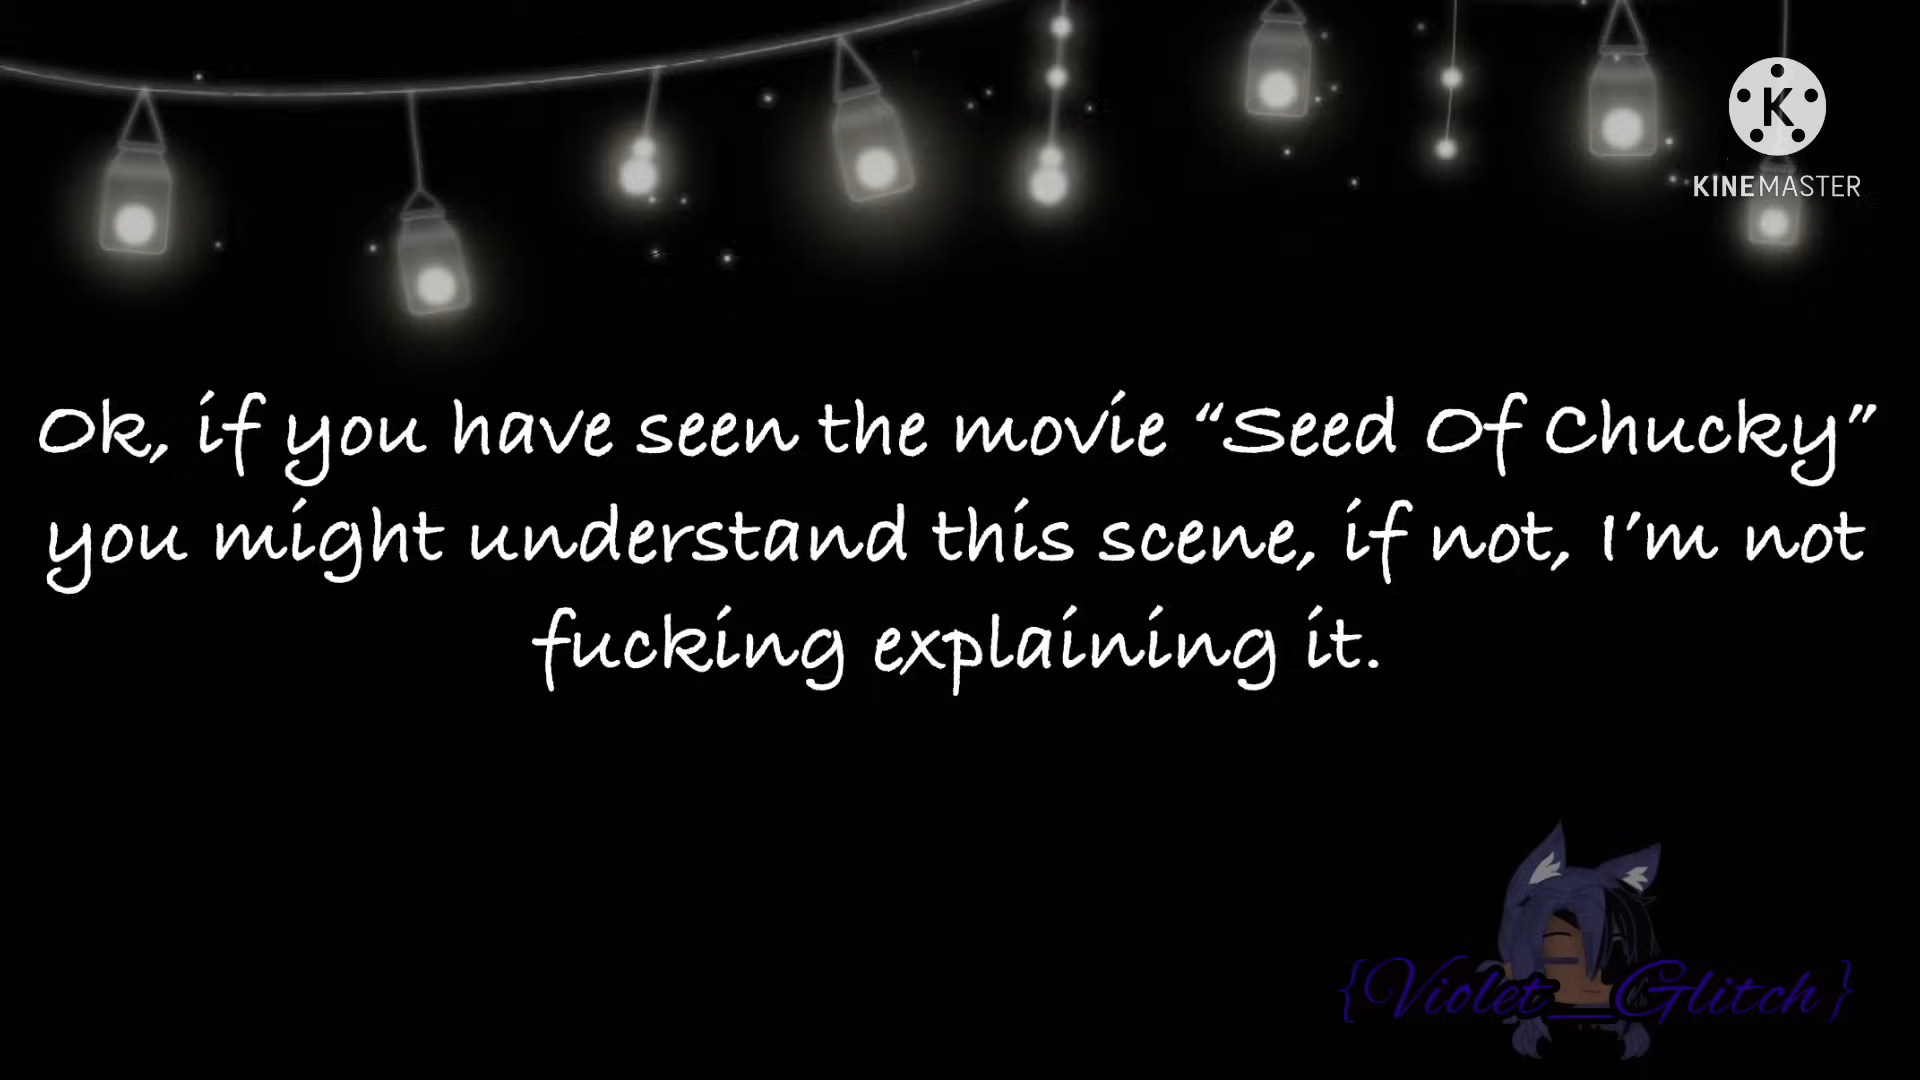 K
KINEMASTER
Ok, if you have seen the movie “Seed Of Chucky”
you might understand this scene, if not, I’m not
fucking explaining it.
{Violet__Glitch}